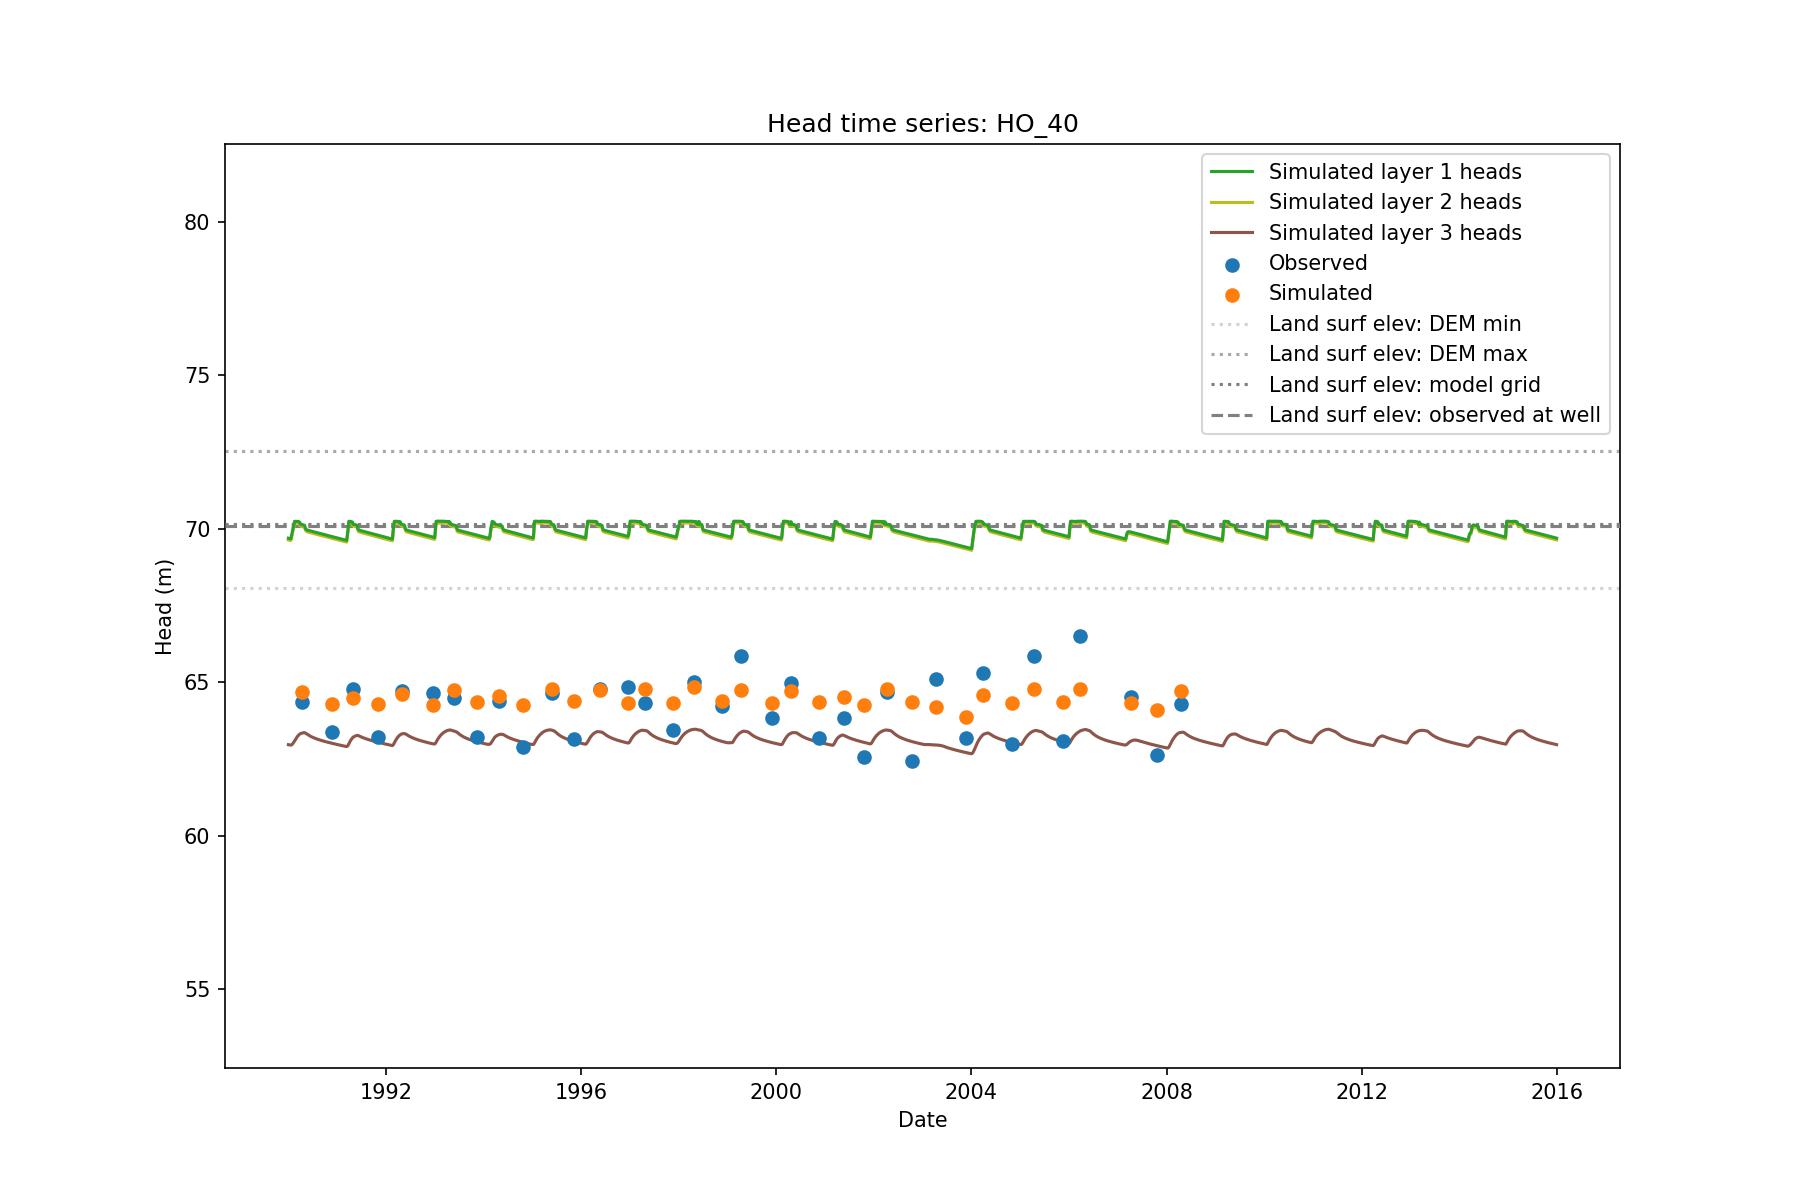 Head time series: HO_40
Simulated layer 1 heads
Simulated layer 2 heads
Simulated layer 3 heads
Observed
Simulated
Land surf elev: DEM min
Land surf elev: DEM max
Land surf elev: model grid
Land surf elev: observed at well
Head (m)
80
75
70
65
60
55
1992 1996 2000 2004 2008 2012 2016
Date